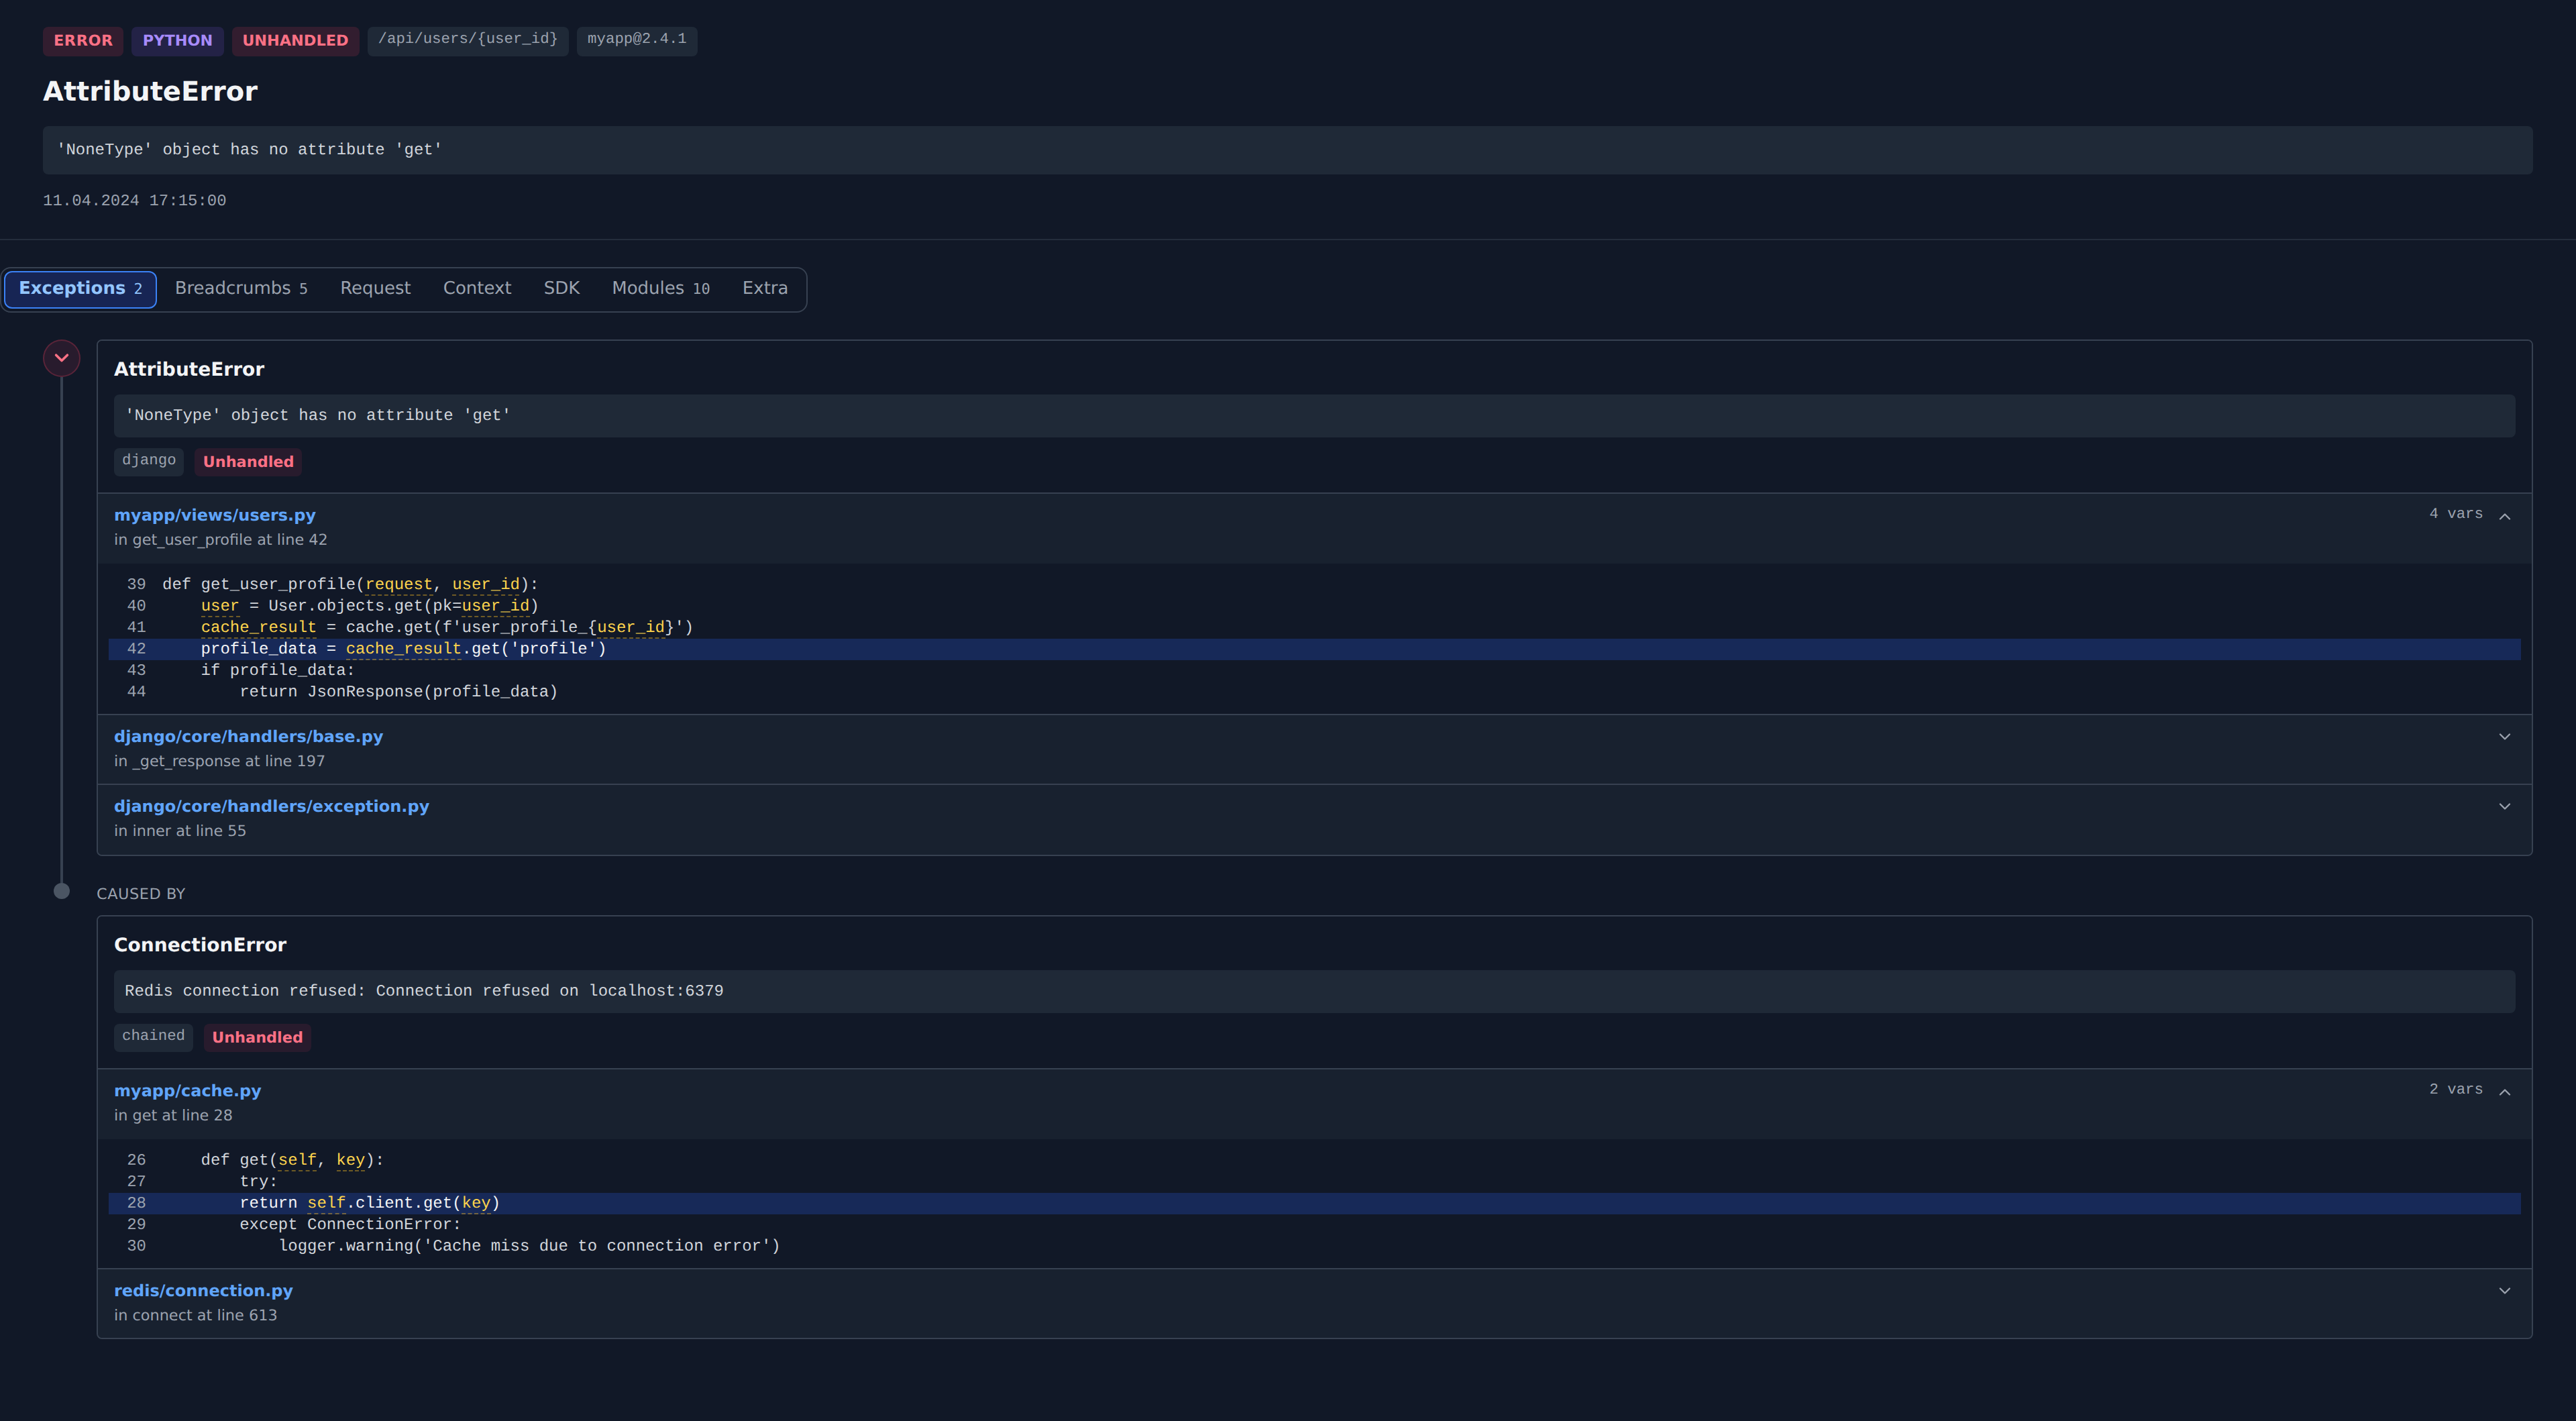 ERROR PYTHON UNHANDLED /api/users/{user_id} myapp@2.4.1
AttributeError
'NoneType' object has no attribute 'get'
11.04.2024 17:15:00
Exceptions 2 Breadcrumbs 5 Request Context SDK Modules 10 Extra
AttributeError
'NoneType' object has no attribute 'get'
django Unhandled
myapp/views/users.py 4 vars
in get_user_profile at line 42
39 def get_user_profile(request, user_id):
40     user = User.objects.get(pk=user_id)
41     cache_result = cache.get(f'user_profile_{user_id}')
42     profile_data = cache_result.get('profile')
43     if profile_data:
44         return JsonResponse(profile_data)
django/core/handlers/base.py
in _get_response at line 197
django/core/handlers/exception.py
in inner at line 55
CAUSED BY
ConnectionError
Redis connection refused: Connection refused on localhost:6379
chained Unhandled
myapp/cache.py 2 vars
in get at line 28
26     def get(self, key):
27         try:
28         return self.client.get(key)
29         except ConnectionError:
30             logger.warning('Cache miss due to connection error')
redis/connection.py
in connect at line 613